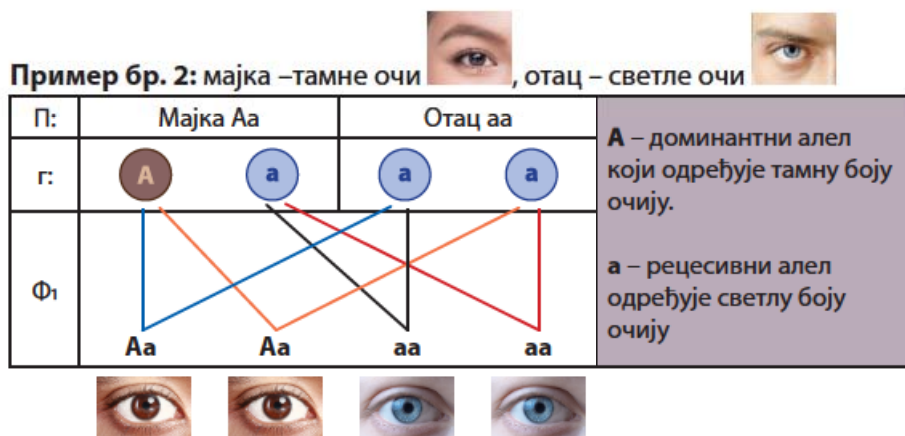 Пример бр. 2: мајка –тамне очи , отац – светле очи
П: Мајка Аа Отац аа
А – доминантни алел
који одређује тамну боју
очију.
г: А а а а
а – рецесивни алел
одређује светлу боју
очију
Ф₁
Аа Аа аа аа